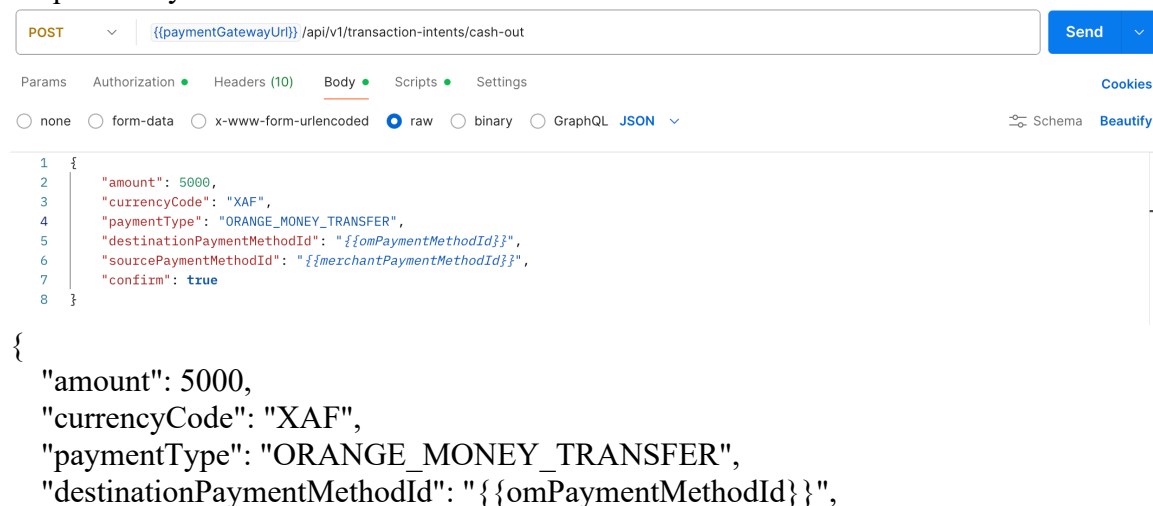 POST {{paymentGatewayUrl}} /api/v1/transaction-intents/cash-out Send
Params Authorization Headers (10) Body Scripts Settings Cookies
none form-data x-www-form-urlencoded raw binary GraphQL JSON Schema Beautify
1 {
2 "amount": 5000,
3 "currencyCode": "XAF",
4 "paymentType": "ORANGE_MONEY_TRANSFER",
5 "destinationPaymentMethodId": "{{omPaymentMethodId}}",
6 "sourcePaymentMethodId": "{{merchantPaymentMethodId}}",
7 "confirm": true
8 }
{
"amount": 5000,
"currencyCode": "XAF",
"paymentType": "ORANGE_MONEY_TRANSFER",
"destinationPaymentMethodId": "{{omPaymentMethodId}}",